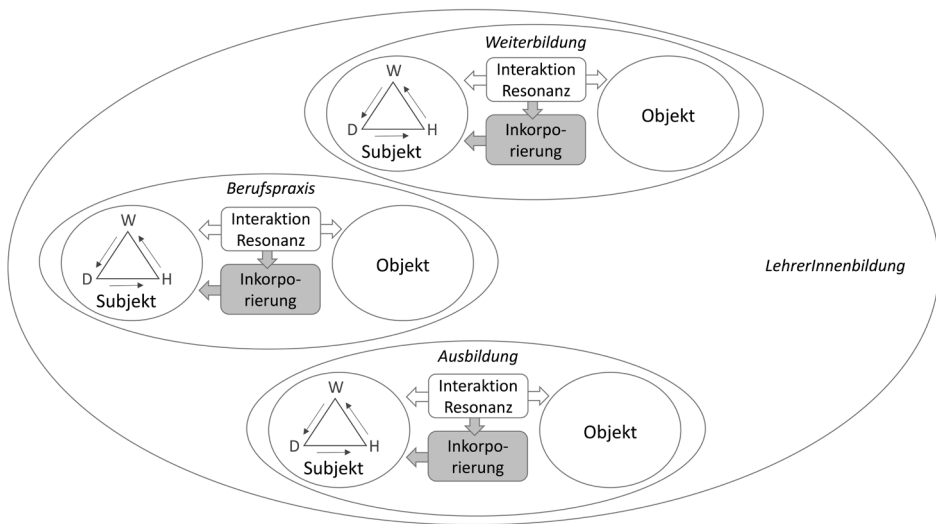 Weiterbildung
W
D
H
Subjekt
Interaktion
Resonanz
Inkorpo-
rierung
Objekt
Berufspraxis
W
D
H
Subjekt
Interaktion
Resonanz
Inkorpo-
rierung
Objekt
LehrerInnenbildung
Ausbildung
W
D
H
Subjekt
Interaktion
Resonanz
Inkorpo-
rierung
Objekt